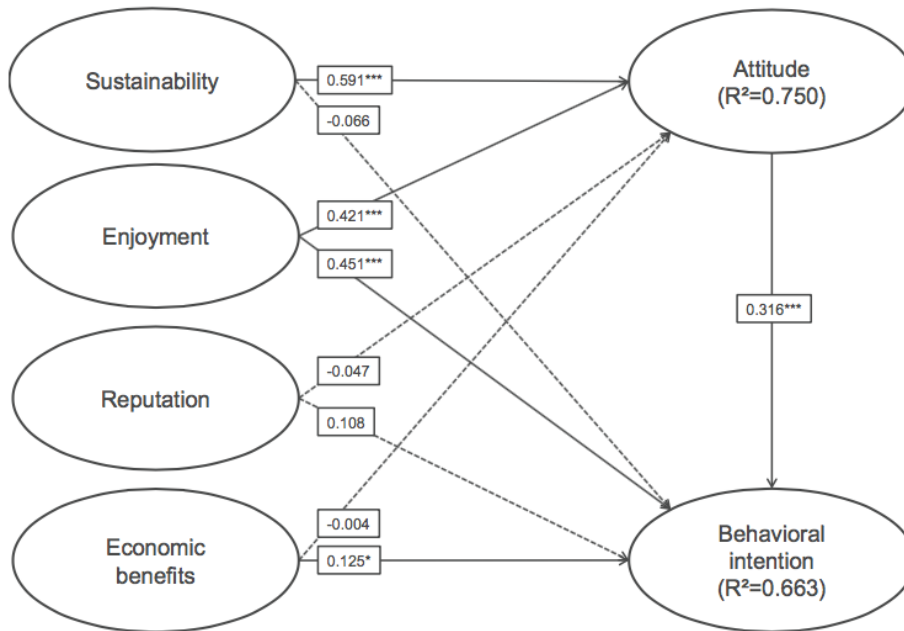 Sustainability
0.591***
-0.066
Attitude
(R²=0.750)
Enjoyment
0.421***
0.451***
0.316***
Reputation
-0.047
0.108
Economic
benefits
-0.004
0.125*
Behavioral
intention
(R²=0.663)